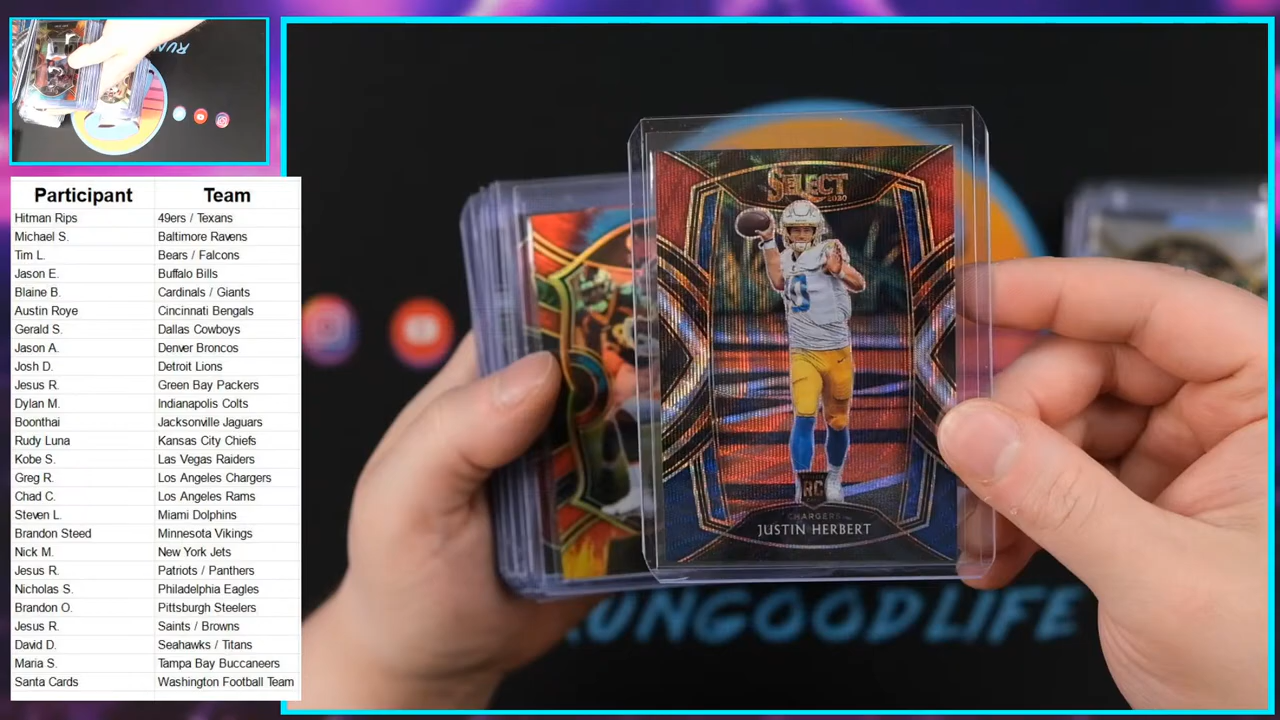 Participant Team
Hitman Rips 49ers / Texans
Michael S. Baltimore Ravens
Tim L. Bears / Falcons
Jason E. Buffalo Bills
Blaine B. Cardinals / Giants
Austin Roye Cincinnati Bengals
Gerald S. Dallas Cowboys
Jason A. Denver Broncos
Josh D. Detroit Lions
Jesus R. Green Bay Packers
Dylan M. Indianapolis Colts
Boonthai Jacksonville Jaguars
Rudy Luna Kansas City Chiefs
Kobe S. Las Vegas Raiders
Greg R. Los Angeles Chargers
Chad C. Los Angeles Rams
Steven L. Miami Dolphins
Brandon Steed Minnesota Vikings
Nick M. New York Jets
Jesus R. Patriots / Panthers
Nicholas S. Philadelphia Eagles
Brandon O. Pittsburgh Steelers
Jesus R. Saints / Browns
David D. Seahawks / Titans
Maria S. Tampa Bay Buccaneers
Santa Cards Washington Football Team
SELECT
2020
RC
CHARGERS
JUSTIN HERBERT
RUNGOODLIFE